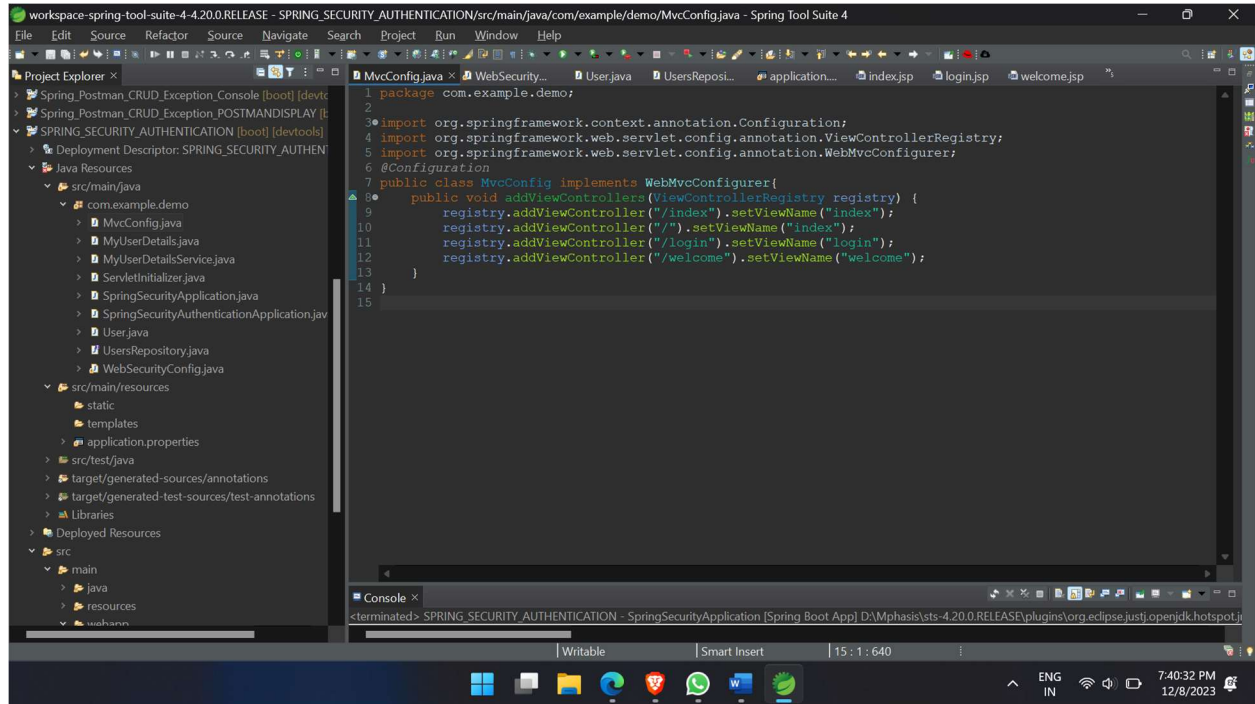 workspace-spring-tool-suite-4-4.20.0.RELEASE - SPRING_SECURITY_AUTHENTICATION/src/main/java/com/example/demo/MvcConfig.java - Spring Tool Suite 4
File Edit Source Refactor Source Navigate Search Project Run Window Help
Project Explorer
Spring_Postman_CRUD_Exception_Console [boot] [devto
Spring_Postman_CRUD_Exception_POSTMANDISPLAY [b
SPRING_SECURITY_AUTHENTICATION [boot] [devtools]
Deployment Descriptor: SPRING_SECURITY_AUTHEN
Java Resources
src/main/java
com.example.demo
MvcConfig.java
MyUserDetails.java
MyUserDetailsService.java
ServletInitializer.java
SpringSecurityApplication.java
SpringSecurityAuthenticationApplication.jav
User.java
UsersRepository.java
WebSecurityConfig.java
src/main/resources
static
templates
application.properties
src/test/java
target/generated-sources/annotations
target/generated-test-sources/test-annotations
Libraries
Deployed Resources
src
main
java
resources
webapp
MvcConfig.java WebSecurity... User.java UsersReposi... application.... index.jsp login.jsp welcome.jsp "5
1 package com.example.demo;
2
3 import org.springframework.context.annotation.Configuration;
4 import org.springframework.web.servlet.config.annotation.ViewControllerRegistry;
5 import org.springframework.web.servlet.config.annotation.WebMvcConfigurer;
6 @Configuration
7 public class MvcConfig implements WebMvcConfigurer{
8 public void addViewControllers(ViewControllerRegistry registry) {
9 registry.addViewController("/index").setViewName("index");
10 registry.addViewController("/").setViewName("index");
11 registry.addViewController("/login").setViewName("login");
12 registry.addViewController("/welcome").setViewName("welcome");
13 }
14 }
15
Console
<terminated> SPRING_SECURITY_AUTHENTICATION - SpringSecurityApplication [Spring Boot App] D:\Mphasis\sts-4.20.0.RELEASE\plugins\org.eclipse.justj.openjdk.hotspot.j
Writable Smart Insert 15 : 1 : 640
ENG
IN
7:40:32 PM
12/8/2023